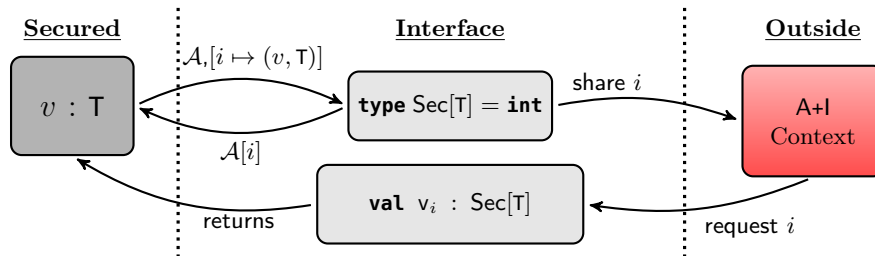 Secured Interface Outside
𝒜,[i ↦ (v, T)]
share i
v : T
type Sec[T] = int
A+I
Context
𝒜[i]
val vᵢ : Sec[T]
returns
request i